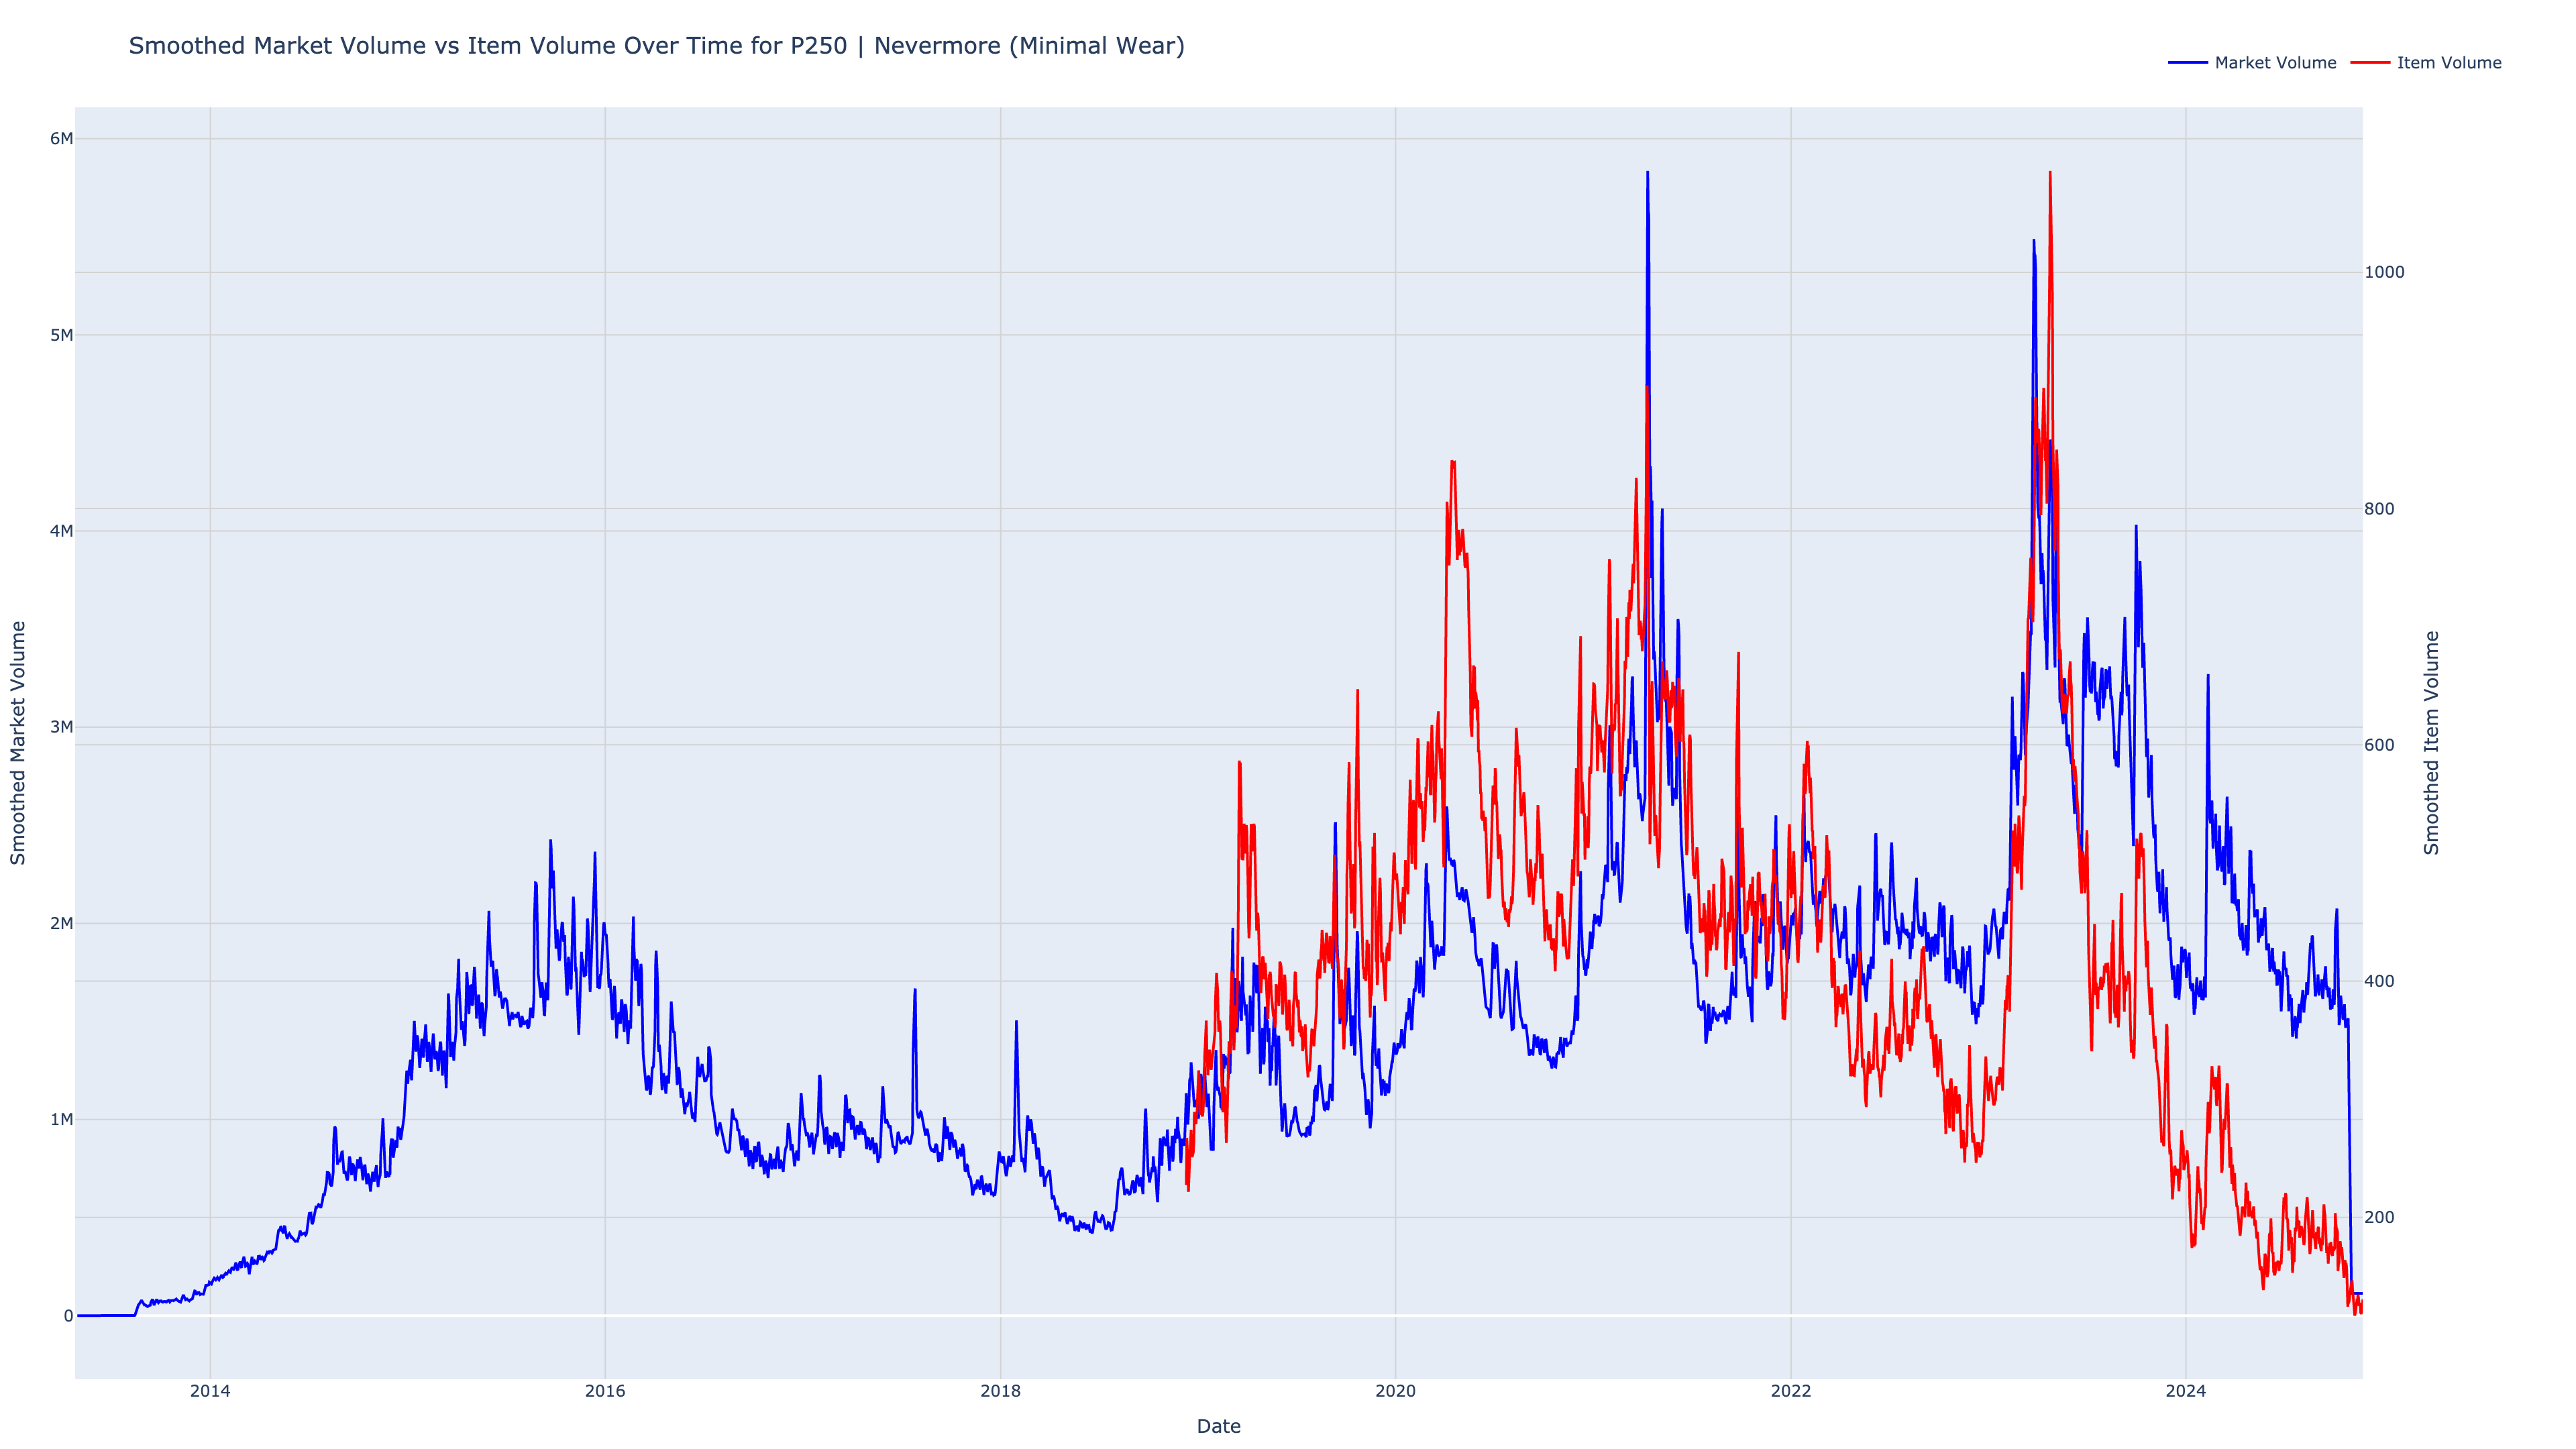 Smoothed Market Volume vs Item Volume Over Time for P250 | Nevermore (Minimal Wear)
Market Volume
Item Volume
6M
5M
4M
3M
2M
1M
0
Smoothed Market Volume
1000
800
600
400
200
Smoothed Item Volume
2014
2016
2018
2020
2022
2024
Date